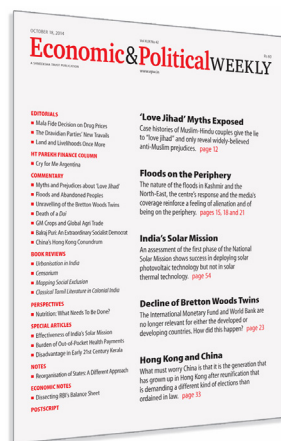 OCTOBER 18, 2014
Economic&PoliticalWEEKLY
A SAMEEKSHA TRUST PUBLICATION
www.epw.in
EDITORIALS
Mala Fide Decision on Drug Prices
The Dravidian Parties' New Travails
Land and Livelihoods Once More
HT PAREKH FINANCE COLUMN
Cry for Me Argentina
COMMENTARY
Myths and Prejudices about 'Love Jihad'
Floods and Abandoned Peoples
Unravelling of the Bretton Woods Twins
Death of a Dai
GM Crops and Global Agri Trade
Balraj Puri: An Extraordinary Socialist Democrat
China's Hong Kong Conundrum
BOOK REVIEWS
Urbanisation in India
Censorium
Mapping Social Exclusion
Classical Tamil Literature in Colonial India
PERSPECTIVES
Nutrition: What Needs To Be Done?
SPECIAL ARTICLES
Effectiveness of India's Solar Mission
Burden of Out-of-Pocket Health Payments
Disadvantage in Early 21st Century Kerala
NOTES
Reorganisation of States: A Different Approach
ECONOMIC NOTES
Dissecting RBI's Balance Sheet
POSTSCRIPT
'Love Jihad' Myths Exposed
Case histories of Muslim-Hindu couples give the lie
to "love jihad" and only reveal widely-believed
anti-Muslim prejudices. page 12
Floods on the Periphery
The nature of the floods in Kashmir and the
North-East, the centre's response and the media's
coverage reinforce a feeling of alienation and of
being on the periphery. pages 15, 18 and 21
India's Solar Mission
An assessment of the first phase of the National
Solar Mission shows success in deploying solar
photovoltaic technology but not in solar
thermal technology. page 54
Decline of Bretton Woods Twins
The International Monetary Fund and World Bank are
no longer relevant for either the developed or
developing countries. How did this happen? page 23
Hong Kong and China
What must worry China is that it is the generation that
has grown up in Hong Kong after reunification that
is demanding a different kind of elections than
ordained in law. page 33